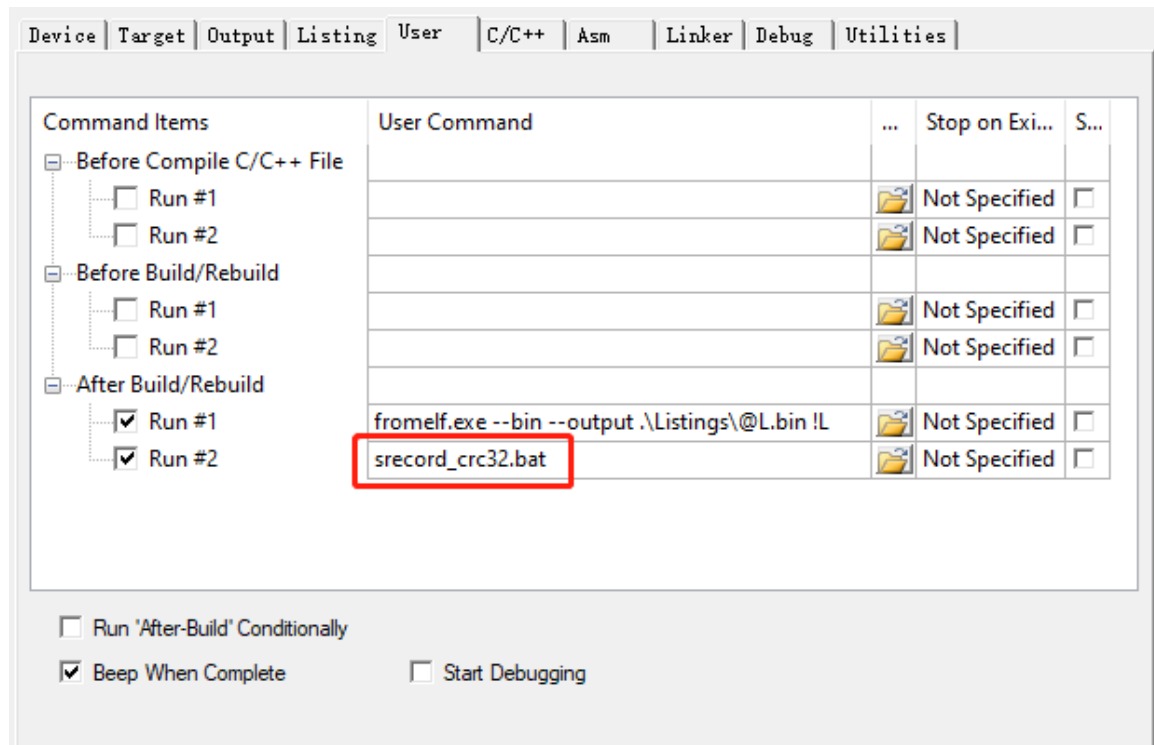 Device Target Output Listing User C/C++ Asm Linker Debug Utilities
Command Items User Command ... Stop on Exi... S...
Before Compile C/C++ File
Run #1 Not Specified
Run #2 Not Specified
Before Build/Rebuild
Run #1 Not Specified
Run #2 Not Specified
After Build/Rebuild
Run #1 fromelf.exe --bin --output .\Listings\@L.bin !L Not Specified
Run #2 srecord_crc32.bat Not Specified
Run 'After-Build' Conditionally
Beep When Complete Start Debugging